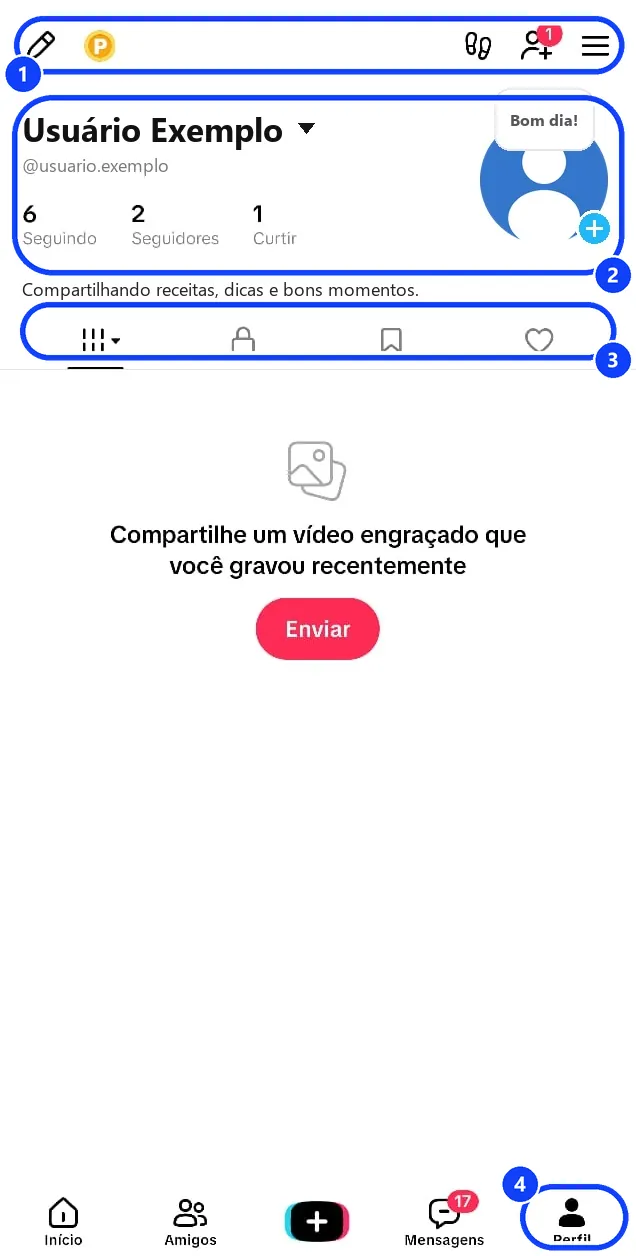 P
1
1
Bom dia!
Usuário Exemplo
@usuario.exemplo
6 2 1
Seguindo Seguidores Curtir
2
Compartilhando receitas, dicas e bons momentos.
3
Compartilhe um vídeo engraçado que
você gravou recentemente
Enviar
4
17
Início Amigos Mensagens Perfil